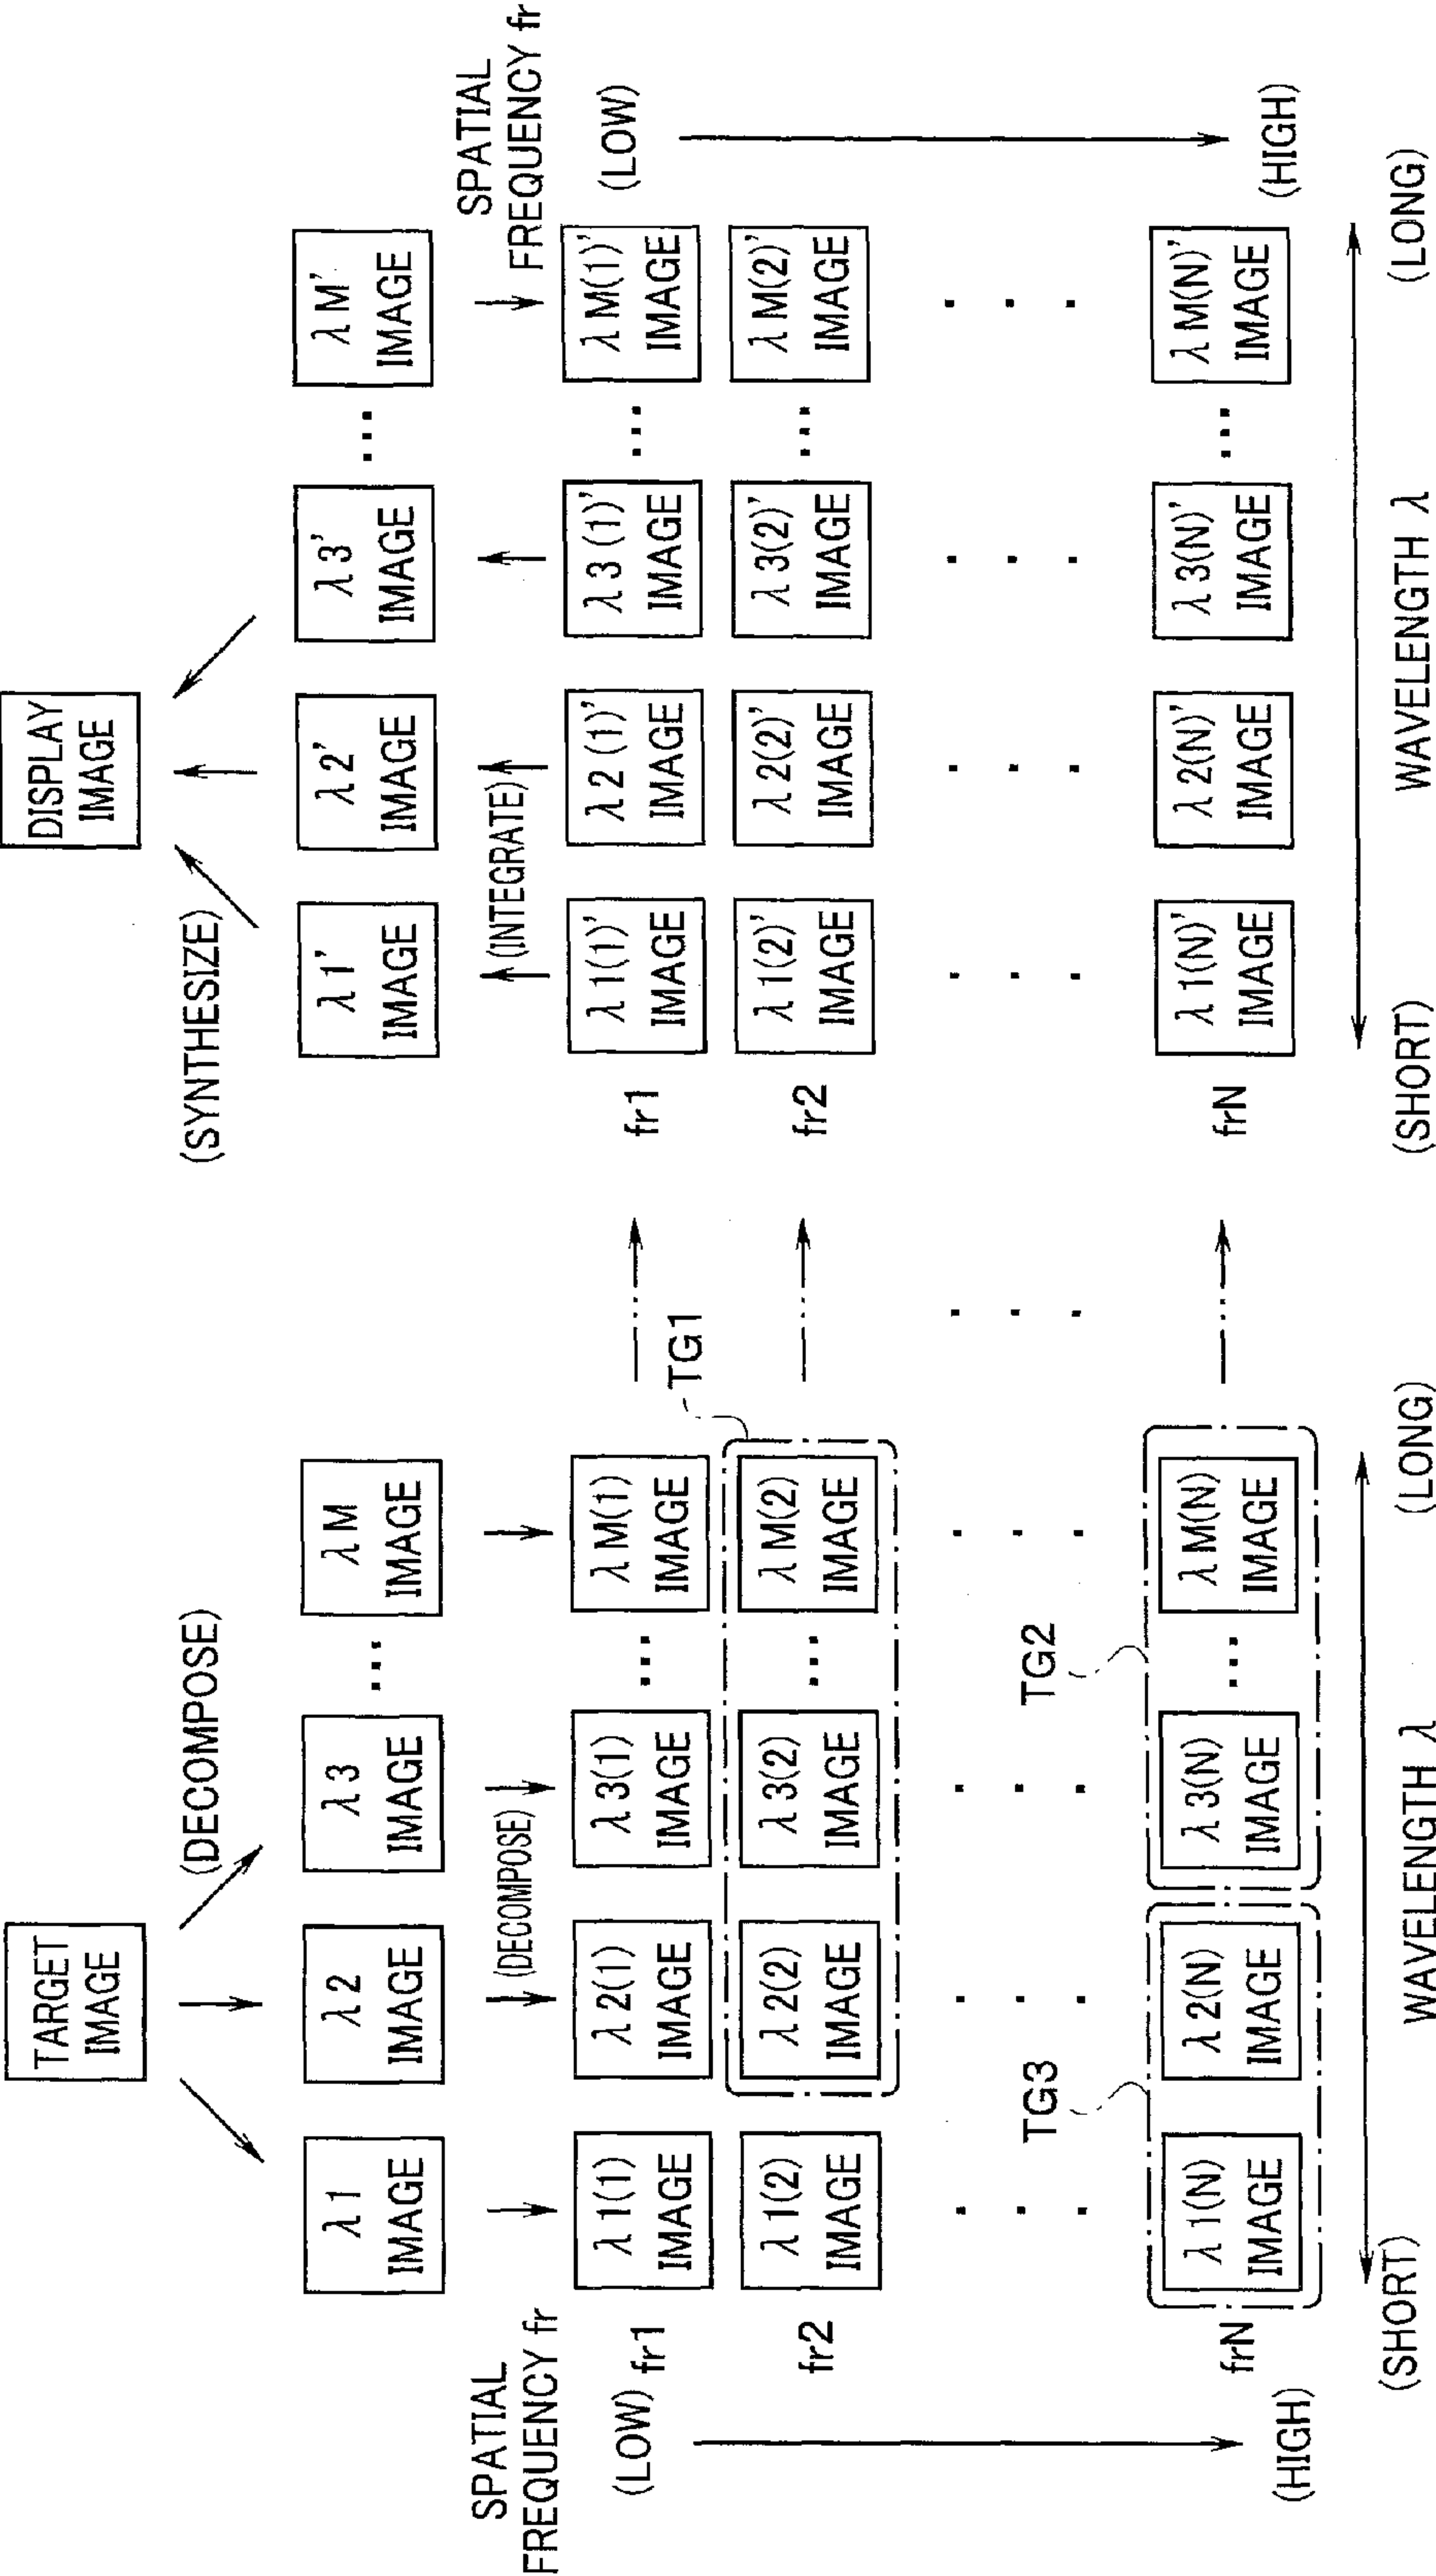 TARGET
IMAGE
(DECOMPOSE)
λ1
IMAGE
λ2
IMAGE
λ3
IMAGE
...
λM
IMAGE
SPATIAL
FREQUENCY fr
(DECOMPOSE)
(LOW)
fr1
λ1(1)
IMAGE
λ2(1)
IMAGE
λ3(1)
IMAGE
...
λM(1)
IMAGE
TG1
fr2
λ1(2)
IMAGE
λ2(2)
IMAGE
λ3(2)
IMAGE
...
λM(2)
IMAGE
TG3
TG2
(HIGH)
frN
λ1(N)
IMAGE
λ2(N)
IMAGE
λ3(N)
IMAGE
...
λM(N)
IMAGE
(SHORT)
WAVELENGTH λ
(LONG)
DISPLAY
IMAGE
(SYNTHESIZE)
λ1'
IMAGE
λ2'
IMAGE
λ3'
IMAGE
...
λM'
IMAGE
(INTEGRATE)
SPATIAL
FREQUENCY fr
fr1
λ1(1)'
IMAGE
λ2(1)'
IMAGE
λ3(1)'
IMAGE
...
λM(1)'
IMAGE
(LOW)
fr2
λ1(2)'
IMAGE
λ2(2)'
IMAGE
λ3(2)'
IMAGE
...
λM(2)'
IMAGE
frN
λ1(N)'
IMAGE
λ2(N)'
IMAGE
λ3(N)'
IMAGE
...
λM(N)'
IMAGE
(HIGH)
(SHORT)
WAVELENGTH λ
(LONG)